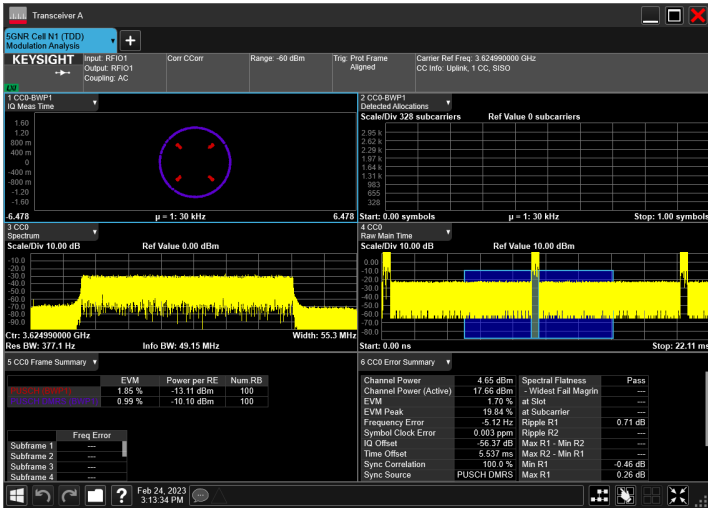 Transceiver A
5GNR Cell N1 (TDD)
Modulation Analysis
KEYSIGHT
Input: RFIO1
Output: RFIO1
Coupling: AC
Corr CCorr
Range: -60 dBm
Trig: Prot Frame
Aligned
Carrier Ref Freq: 3.624990000 GHz
CC Info: Uplink, 1 CC, SISO
1 CC0-BWP1
IQ Meas Time
1.60
1.20
800 m
400 m
0
-400 m
-800 m
-1.20
-1.60
-6.478
µ = 1: 30 kHz
6.478
2 CC0-BWP1
Detected Allocations
Scale/Div 328 subcarriers
Ref Value 0 subcarriers
2.95 k
2.62 k
2.29 k
1.97 k
1.64 k
1.31 k
983
655
328
Start: 0.00 symbols
µ = 1: 30 kHz
Stop: 1.00 symbols
3 CC0
Spectrum
Scale/Div 10.00 dB
Ref Value 0.00 dBm
-10.0
-20.0
-30.0
-40.0
-50.0
-60.0
-70.0
-80.0
-90.0
Ctr: 3.624990000 GHz
Width: 55.3 MHz
Res BW: 377.1 Hz
Info BW: 49.15 MHz
4 CC0
Raw Main Time
Scale/Div 10.00 dB
Ref Value 10.00 dBm
0.00
-10.0
-20.0
-30.0
-40.0
-50.0
-60.0
-70.0
-80.0
Start: 0.00 ns
Stop: 22.11 ms
5 CC0 Frame Summary
EVM Power per RE Num.RB
1.85 % -13.11 dBm 100
0.99 % -10.10 dBm 100
Freq Error
Subframe 1 ---
Subframe 2 ---
Subframe 3 ---
Subframe 4 ---
6 CC0 Error Summary
Channel Power 4.65 dBm Spectral Flatness Pass
Channel Power (Active) 17.66 dBm - Widest Fail Magrin ---
EVM 1.70 % at Slot ---
EVM Peak 19.84 % at Subcarrier ---
Frequency Error -5.12 Hz Ripple R1 0.71 dB
Symbol Clock Error 0.003 ppm Ripple R2 ---
IQ Offset -56.37 dB Max R1 - Min R2 ---
Time Offset 5.537 ms Max R2 - Min R1 ---
Sync Correlation 100.0 % Min R1 -0.46 dB
Sync Source PUSCH DMRS Max R1 0.26 dB
?
Feb 24, 2023
3:13:34 PM